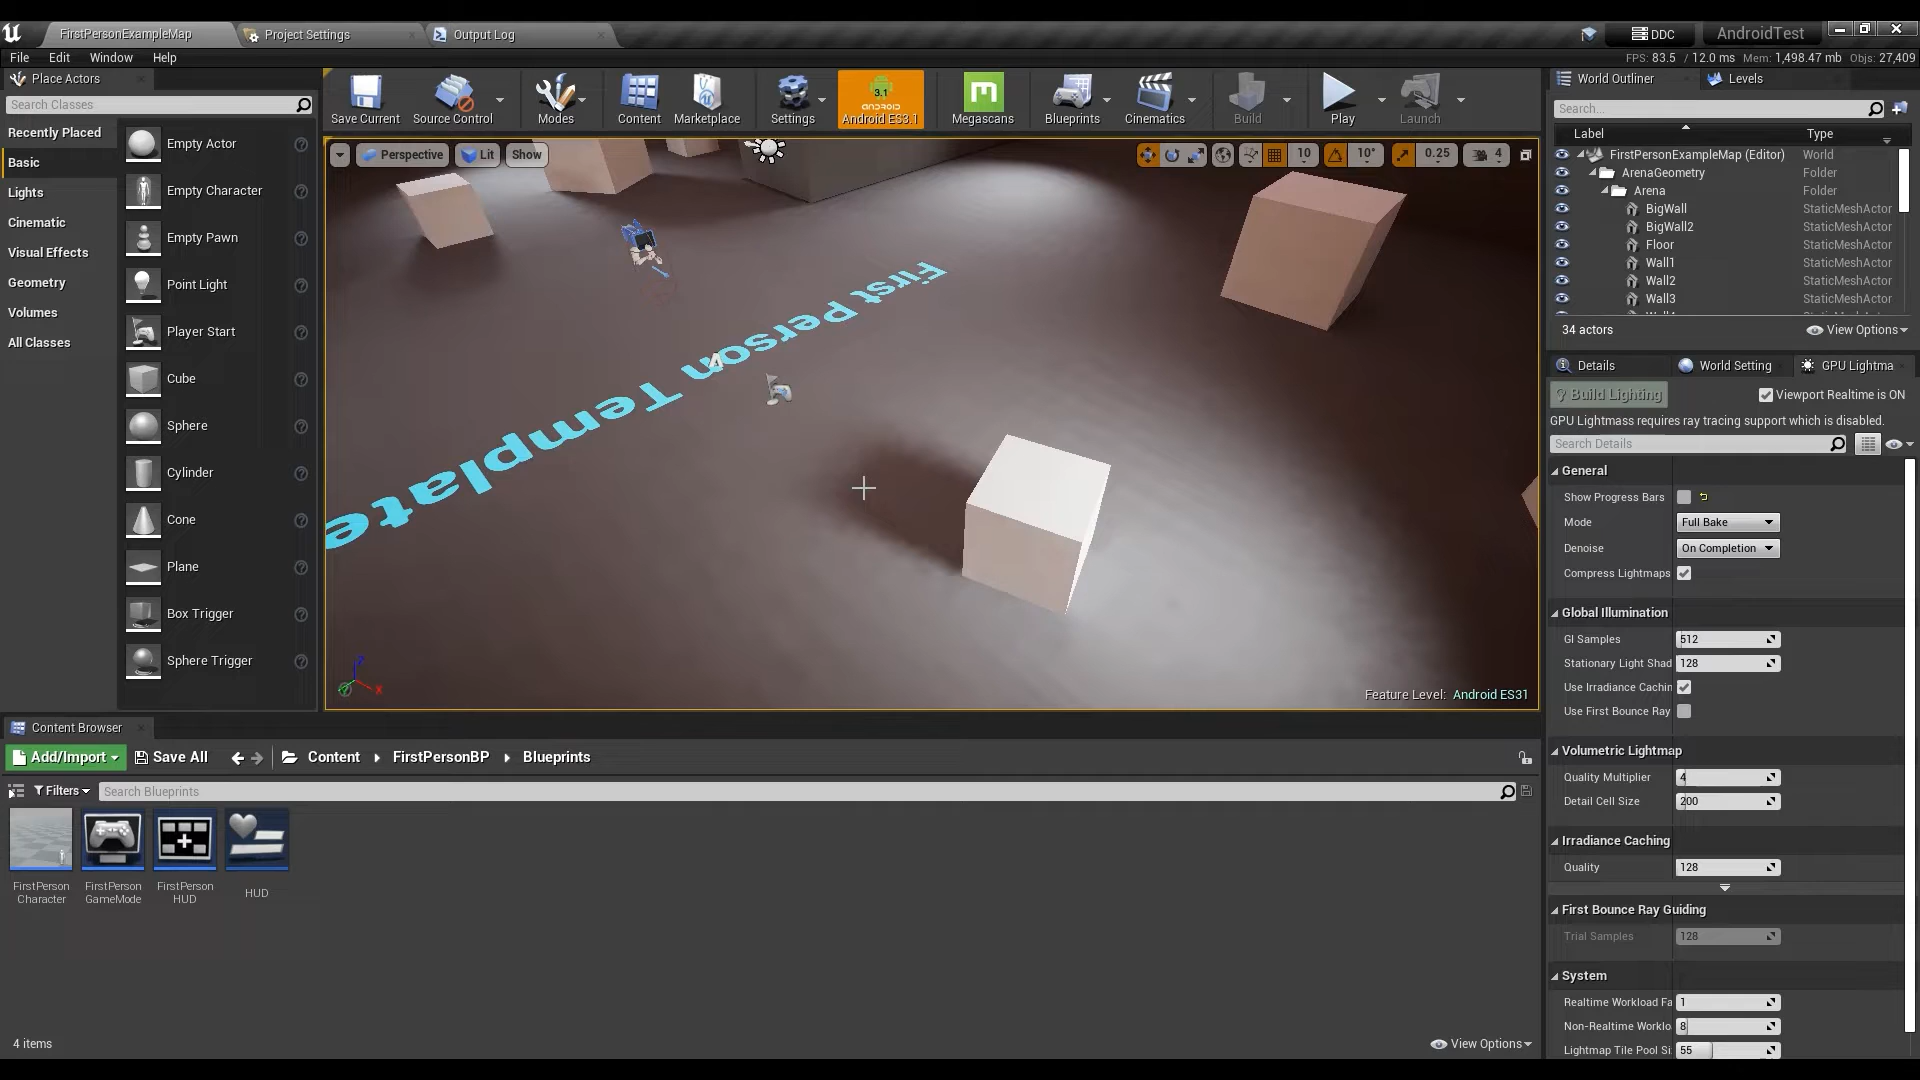 FirstPersonExampleMap
Project Settings
Output Log
DDC
AndroidTest
File Edit Window Help
FPS: 83.5 / 12.0 ms Mem: 1,498.47 mb Objs: 27,409
Place Actors
Search Classes
Recently Placed
Basic
Lights
Cinematic
Visual Effects
Geometry
Volumes
All Classes
Empty Actor
Empty Character
Empty Pawn
Point Light
Player Start
Cube
Sphere
Cylinder
Cone
Plane
Box Trigger
Sphere Trigger
Save Current
Source Control
Modes
Content
Marketplace
Settings
3.1
ANDROID
Android ES3.1
Megascans
Blueprints
Cinematics
Build
Play
Launch
Perspective
Lit
Show
10
10°
0.25
4
First Person Template
Z
X
Feature Level: Android ES31
World Outliner
Levels
Search...
Label Type
FirstPersonExampleMap (Editor) World
ArenaGeometry Folder
Arena Folder
BigWall StaticMeshActor
BigWall2 StaticMeshActor
Floor StaticMeshActor
Wall1 StaticMeshActor
Wall2 StaticMeshActor
Wall3 StaticMeshActor
34 actors
View Options
Details
World Setting
GPU Lightma
Build Lighting
Viewport Realtime is ON
GPU Lightmass requires ray tracing support which is disabled.
Search Details
General
Show Progress Bars
Mode Full Bake
Denoise On Completion
Compress Lightmaps
Global Illumination
GI Samples 512
Stationary Light Shad 128
Use Irradiance Cachin
Use First Bounce Ray
Volumetric Lightmap
Quality Multiplier 4
Detail Cell Size 200
Irradiance Caching
Quality 128
First Bounce Ray Guiding
Trial Samples 128
System
Realtime Workload Fa 1
Non-Realtime Worklo 8
Lightmap Tile Pool Si 55
Content Browser
Add/Import
Save All
Content
FirstPersonBP
Blueprints
Filters
Search Blueprints
FirstPerson
Character
FirstPerson
GameMode
FirstPerson
HUD
HUD
4 items
View Options